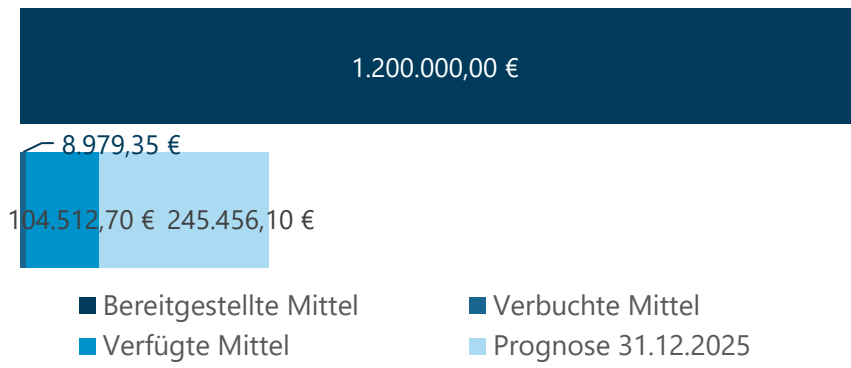 1.200.000,00 €
8.979,35 €
104.512,70 € 245.456,10 €
Bereitgestellte Mittel Verbuchte Mittel
Verfügte Mittel Prognose 31.12.2025